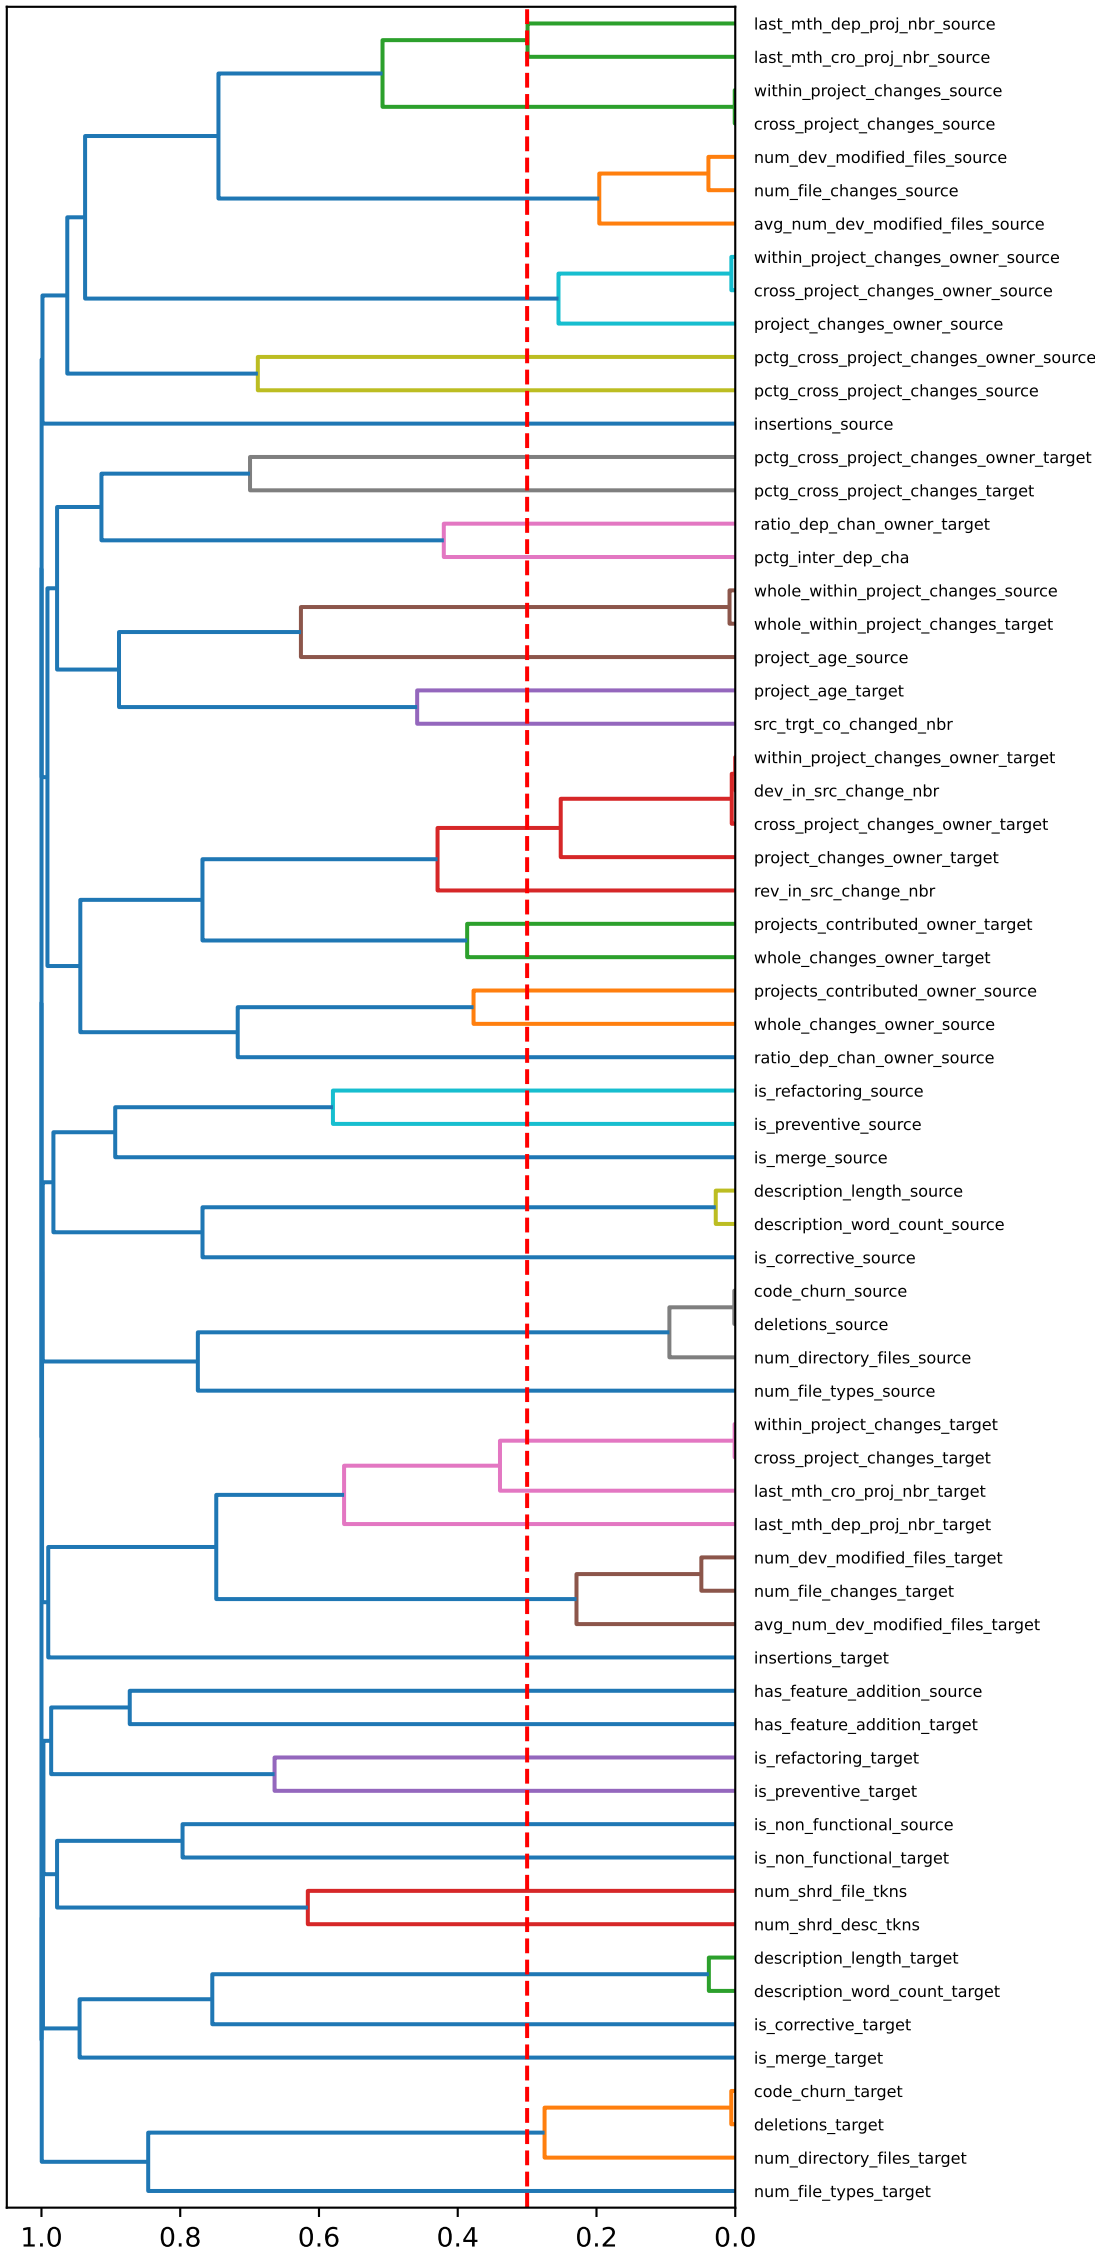 last_mth_dep_proj_nbr_source
last_mth_cro_proj_nbr_source
within_project_changes_source
cross_project_changes_source
num_dev_modified_files_source
num_file_changes_source
avg_num_dev_modified_files_source
within_project_changes_owner_source
cross_project_changes_owner_source
project_changes_owner_source
pctg_cross_project_changes_owner_source
pctg_cross_project_changes_source
insertions_source
pctg_cross_project_changes_owner_target
pctg_cross_project_changes_target
ratio_dep_chan_owner_target
pctg_inter_dep_cha
whole_within_project_changes_source
whole_within_project_changes_target
project_age_source
project_age_target
src_trgt_co_changed_nbr
within_project_changes_owner_target
dev_in_src_change_nbr
cross_project_changes_owner_target
project_changes_owner_target
rev_in_src_change_nbr
projects_contributed_owner_target
whole_changes_owner_target
projects_contributed_owner_source
whole_changes_owner_source
ratio_dep_chan_owner_source
is_refactoring_source
is_preventive_source
is_merge_source
description_length_source
description_word_count_source
is_corrective_source
code_churn_source
deletions_source
num_directory_files_source
num_file_types_source
within_project_changes_target
cross_project_changes_target
last_mth_cro_proj_nbr_target
last_mth_dep_proj_nbr_target
num_dev_modified_files_target
num_file_changes_target
avg_num_dev_modified_files_target
insertions_target
has_feature_addition_source
has_feature_addition_target
is_refactoring_target
is_preventive_target
is_non_functional_source
is_non_functional_target
num_shrd_file_tkns
num_shrd_desc_tkns
description_length_target
description_word_count_target
is_corrective_target
is_merge_target
code_churn_target
deletions_target
num_directory_files_target
num_file_types_target
1.0 0.8 0.6 0.4 0.2 0.0